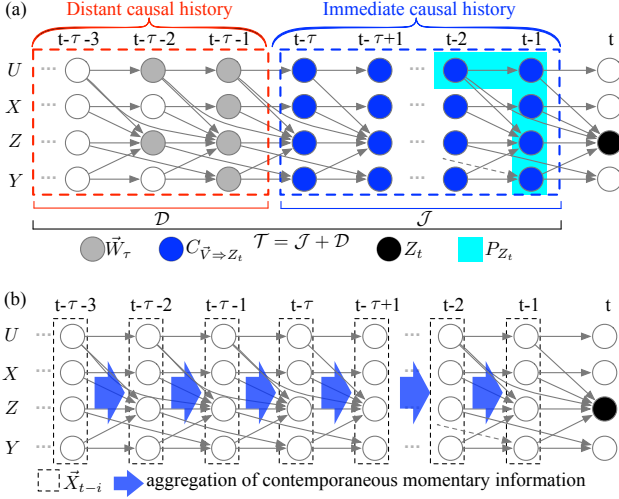 (a) Distant causal history Immediate causal history
t-τ-3 t-τ-2 t-τ-1 t-τ t-τ+1 t-2 t-1 t
U ... ... ...
X ... ... ...
Z ... ... ...
Y ... ... ...
𝒟 𝒥
𝒯 = 𝒥 + 𝒟
W⃗_τ C_{V⃗⇒Z_t} Z_t P_{Z_t}
(b)
t-τ-3 t-τ-2 t-τ-1 t-τ t-τ+1 t-2 t-1 t
U ... ...
X ... ...
Z ... ...
Y ... ...
X⃗_{t-i} aggregation of contemporaneous momentary information